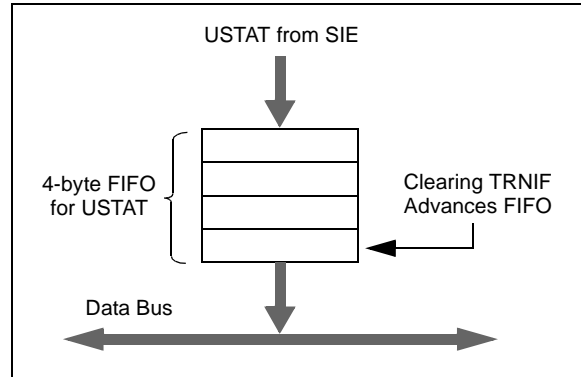 USTAT from SIE
4-byte FIFO
for USTAT
Clearing TRNIF
Advances FIFO
Data Bus